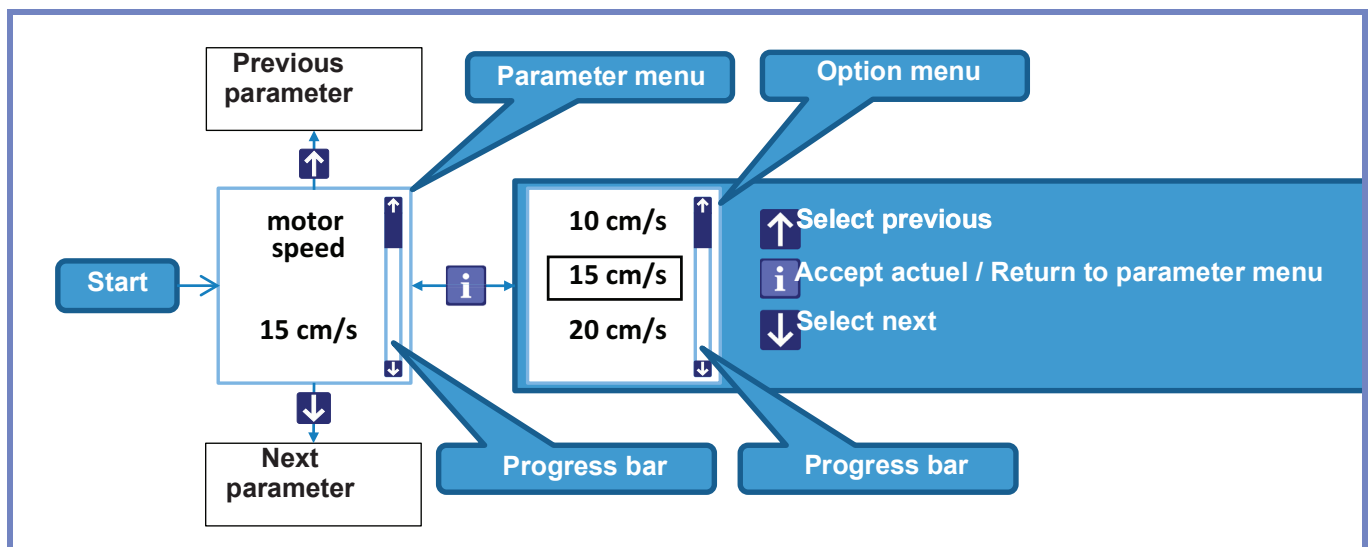 Previous
parameter
Parameter menu
Option menu
motor
speed
15 cm/s
Start
i
10 cm/s
15 cm/s
20 cm/s
Select previous
i Accept actuel / Return to parameter menu
Select next
Next
parameter
Progress bar
Progress bar